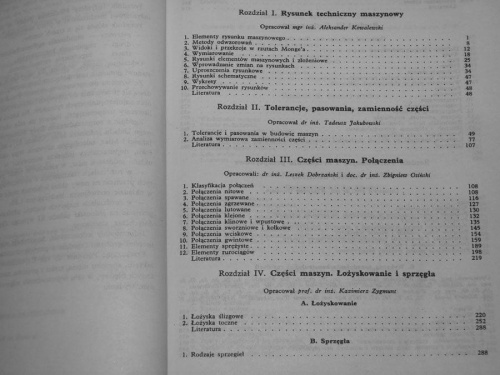 Rozdział I. Rysunek techniczny maszynowy
Opracował mgr inż. Aleksander Kowalewski
1. Elementy rysunku maszynowego 1
2. Metody odwzorowań
3. Widoki i przekroje w rzutach Monge'a 12
4. Wymiarowanie 18
5. Rysunki elementów maszynowych i złożeniowe 25
6. Wprowadzanie zmian na rysunkach 34
7. Uproszczenia rysunkowe 34
8. Rysunki schematyczne 47
9. Wykresy 47
10. Przechowywanie rysunków 48
Literatura 48
Rozdział II. Tolerancje, pasowania, zamienność części
Opracował dr inż. Tadeusz Jakubowski
1. Tolerancje i pasowania w budowie maszyn 49
2. Analiza wymiarowa zamienności części 77
Literatura 107
Rozdział III. Części maszyn. Połączenia
Opracowali: dr inż. Leszek Dobrzański i doc. dr inż. Zbigniew Osiński
1. Klasyfikacja połączeń 108
2. Połączenia nitowe 108
3. Połączenia spawane 116
4. Połączenia zgrzewane 127
5. Połączenia lutowane 130
6. Połączenia klejone 132
7. Połączenia klinowe i wpustowe 135
8. Połączenia sworzniowe i kołkowe 145
9. Połączenia wciskowe 154
10. Połączenia gwintowe 159
11. Elementy sprężyste 189
12. Elementy rurociągów 198
Literatura 219
Rozdział IV. Części maszyn. Łożyskowanie i sprzęgła
Opracował prof. dr inż. Kazimierz Zygmunt
A. Łożyskowanie
1. Łożyska ślizgowe 220
2. Łożyska toczne 252
Literatura 288
B. Sprzęgła
1. Rodzaje sprzęgieł 288